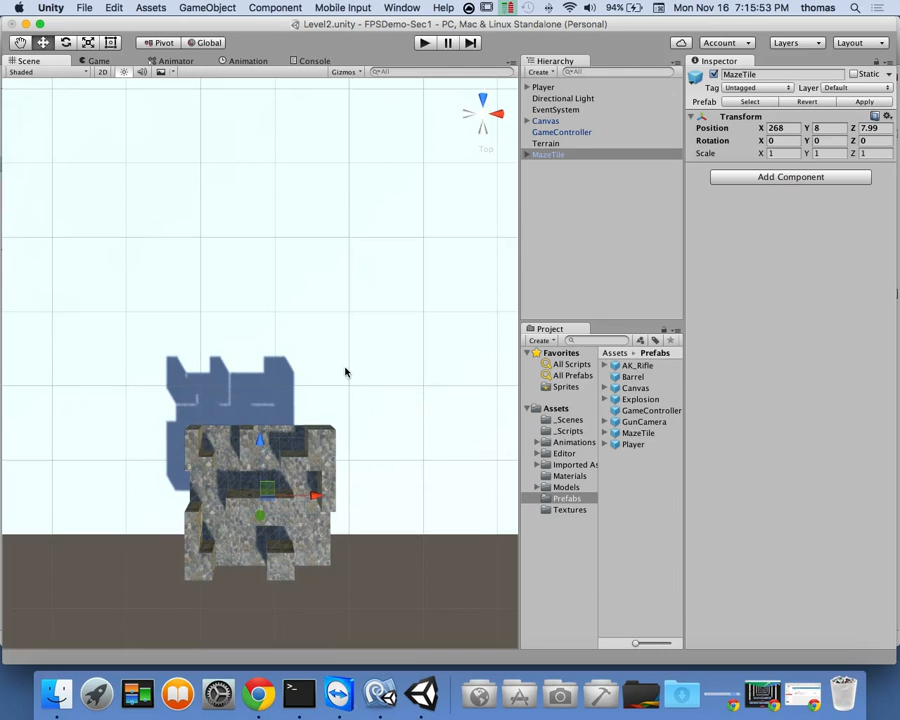 Unity File Edit Assets GameObject Component Mobile Input Window Help 94% Mon Nov 16 7:15:53 PM thomas
Level2.unity - FPSDemo-Sec1 - PC, Mac & Linux Standalone (Personal)
Pivot Global Account Layers Layout
Scene Game Animator Animation Console
Shaded 2D Gizmos All
Top
Hierarchy
Create All
Player
Directional Light
EventSystem
Canvas
GameController
Terrain
MazeTile
Project
Create
Favorites
All Scripts
All Prefabs
Sprites
Assets
_Scenes
_Scripts
Animations
Editor
Imported As
Materials
Models
Prefabs
Textures
Assets Prefabs
AK_Rifle
Barrel
Canvas
Explosion
GameController
GunCamera
MazeTile
Player
Inspector
MazeTile Static
Tag Untagged Layer Default
Prefab Select Revert Apply
Transform
Position X 268 Y 8 Z 7.99
Rotation X 0 Y 0 Z 0
Scale X 1 Y 1 Z 1
Add Component